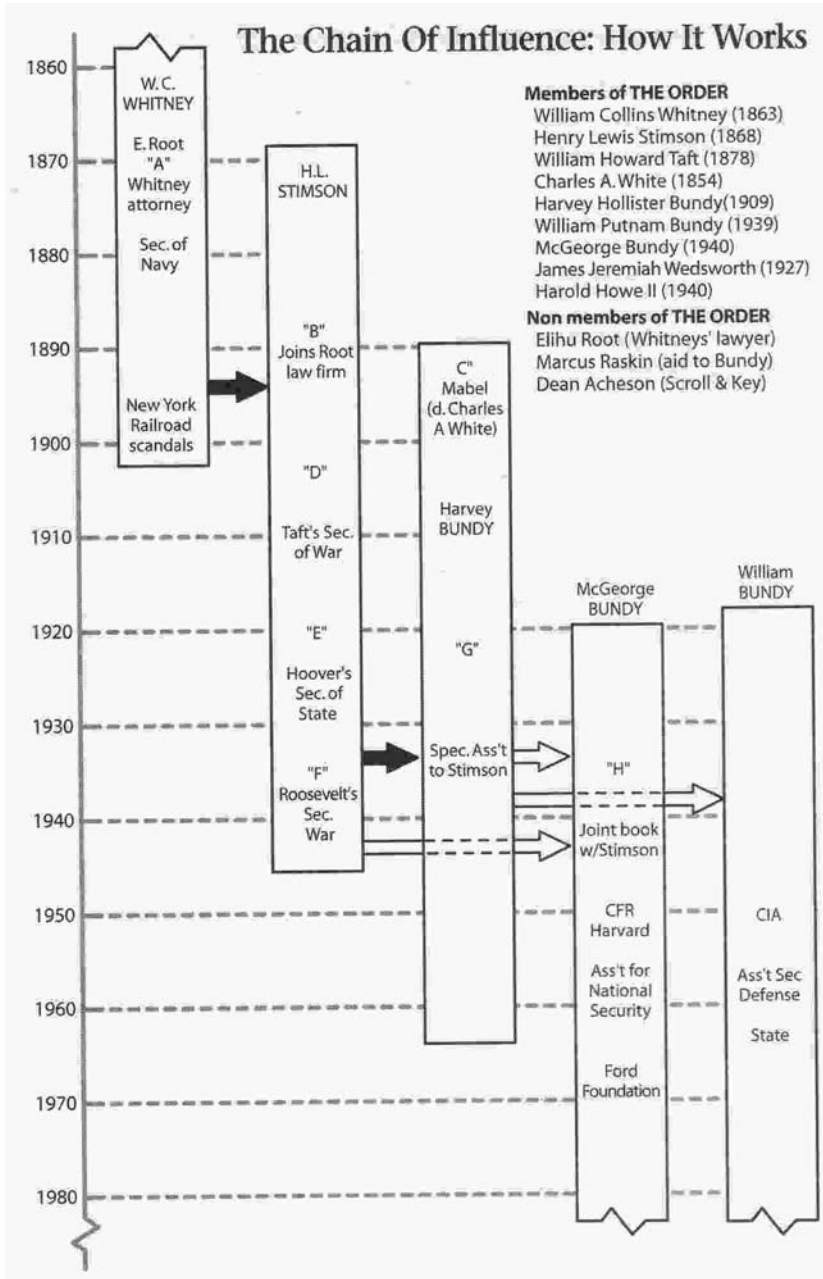 The Chain Of Influence: How It Works
Members of THE ORDER
William Collins Whitney (1863)
Henry Lewis Stimson (1868)
William Howard Taft (1878)
Charles A. White (1854)
Harvey Hollister Bundy(1909)
William Putnam Bundy (1939)
McGeorge Bundy (1940)
James Jeremiah Wedsworth (1927)
Harold Howe II (1940)
Non members of THE ORDER
Elihu Root (Whitneys' lawyer)
Marcus Raskin (aid to Bundy)
Dean Acheson (Scroll & Key)
1860
1870
1880
1890
1900
1910
1920
1930
1940
1950
1960
1970
1980
W. C.
WHITNEY
E. Root
"A"
Whitney
attorney
Sec. of
Navy
New York
Railroad
scandals
H.L.
STIMSON
"B"
Joins Root
law firm
"D"
Taft's Sec.
of War
"E"
Hoover's
Sec. of
State
"F"
Roosevelt's
Sec.
War
C"
Mabel
(d. Charles
A White)
Harvey
BUNDY
"G"
Spec. Ass't
to Stimson
McGeorge
BUNDY
"H"
Joint book
w/Stimson
CFR
Harvard
Ass't for
National
Security
Ford
Foundation
William
BUNDY
CIA
Ass't Sec
Defense
State